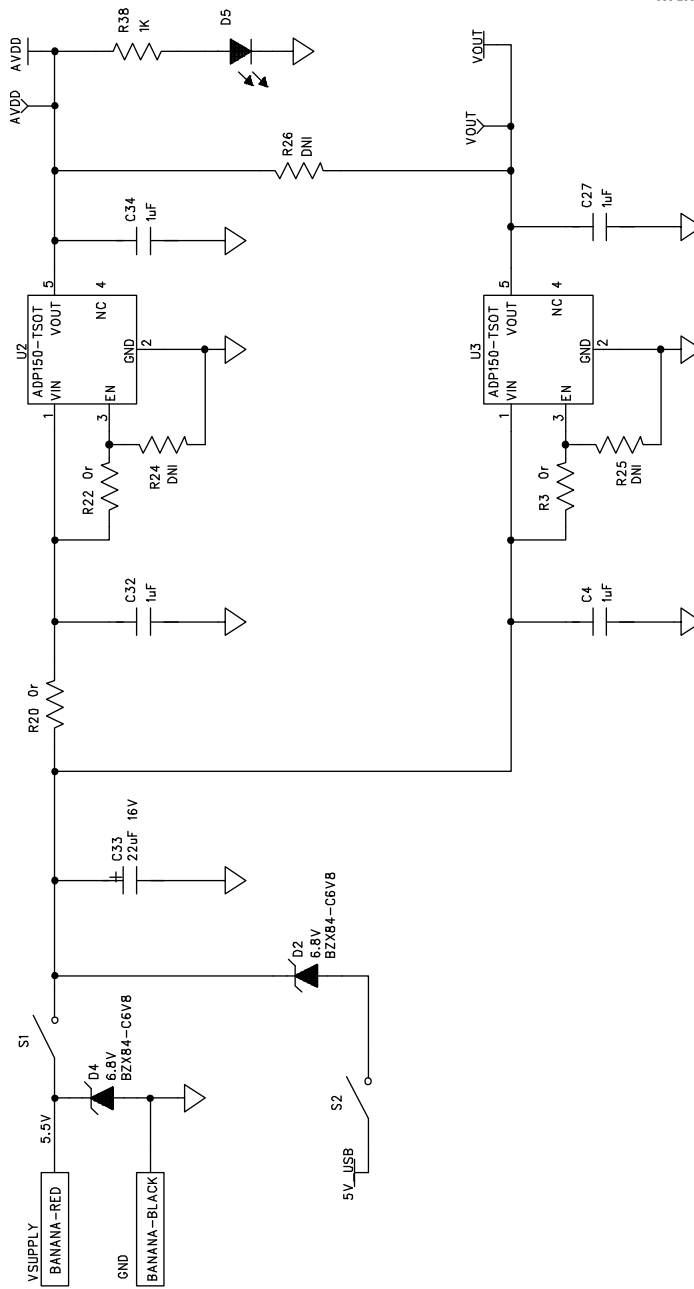 VSUPPLY
BANANA-RED
GND
BANANA-BLACK
5.5V
D4
6.8V
BZX84-C6V8
S1
5V_USB
S2
D2
6.8V
BZX84-C6V8
C33
22uF 16V
R20 0r
C32
1uF
R22 0r
R24
DNI
U2
ADP150-TSOT
1
VIN
VOUT
5
3
EN
NC
4
GND
2
C34
1uF
R26
DNI
AVDD
AVDD
R38
1K
D5
C4
1uF
R3 0r
R25
DNI
U3
ADP150-TSOT
1
VIN
VOUT
5
3
EN
NC
4
GND
2
C27
1uF
VOUT
VOUT